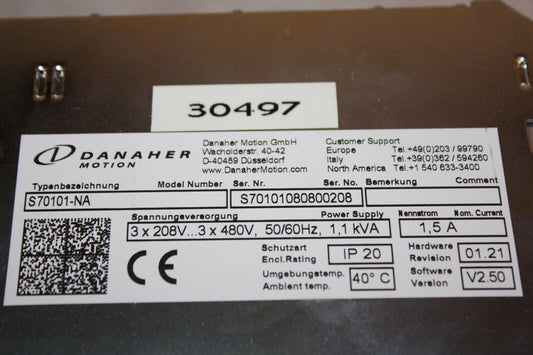 30497
DANAHER
MOTION
Danaher Motion GmbH
Wacholderstr. 40-42
D-40489 Düsseldorf
www.DanaherMotion.com
Customer Support
Europe Tel.+49(0)203 / 99790
Italy Tel.+39(0)362 / 594260
North America Tel.+1 540 633-3400
Typenbezeichnung Model Number Ser. Nr. Ser. No. Bemerkung Comment
S70101-NA S70101080800208
Spannungsversorgung Power Supply Nennstrom Nom. Current
3 x 208V...3 x 480V, 50/60Hz, 1,1 kVA 1,5 A
CE
Schutzart
Encl.Rating IP 20
Umgebungstemp.
Ambient temp. 40° C
Hardware
Revision 01.21
Software
Version V2.50